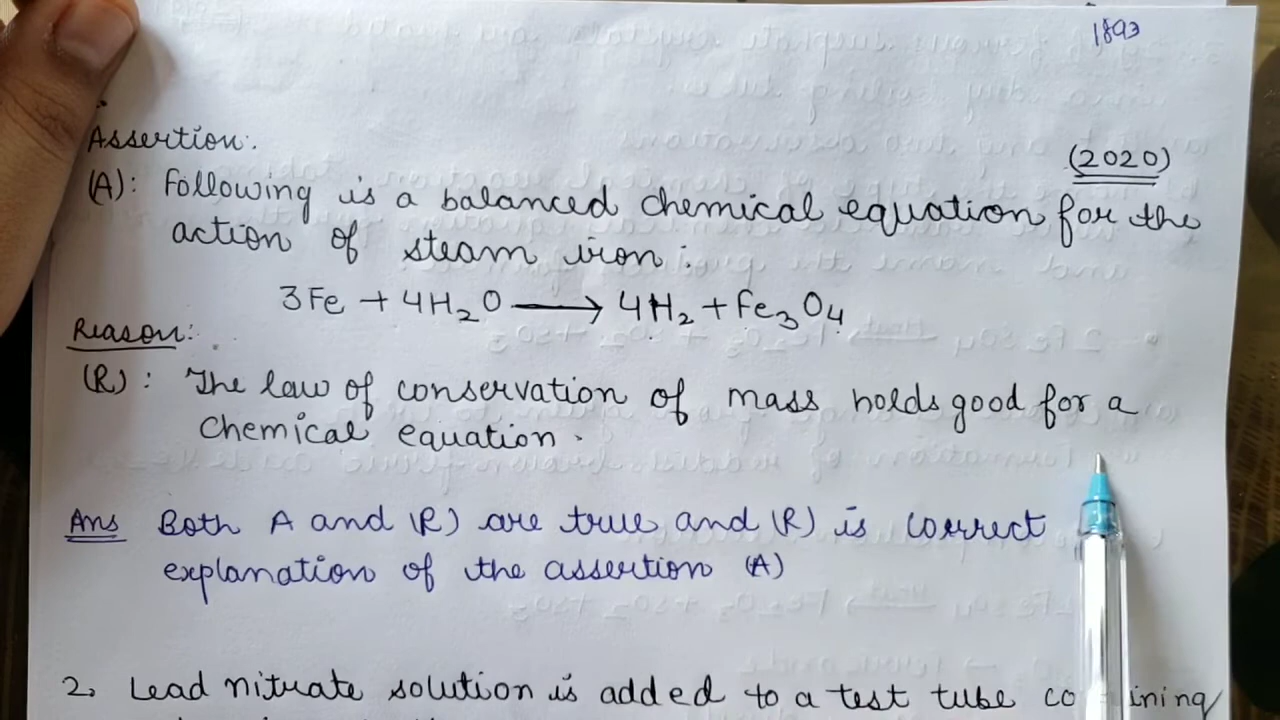 1893
Assertion:
(2020)
(A): Following is a balanced chemical equation for the
action of steam iron:
3Fe + 4H₂O ⟶ 4H₂ + Fe₃O₄
Reason:
(R): The law of conservation of mass holds good for a
chemical equation.
Ans Both A and (R) are true and (R) is correct
explanation of the assertion (A)
2. Lead nitrate solution is added to a test tube